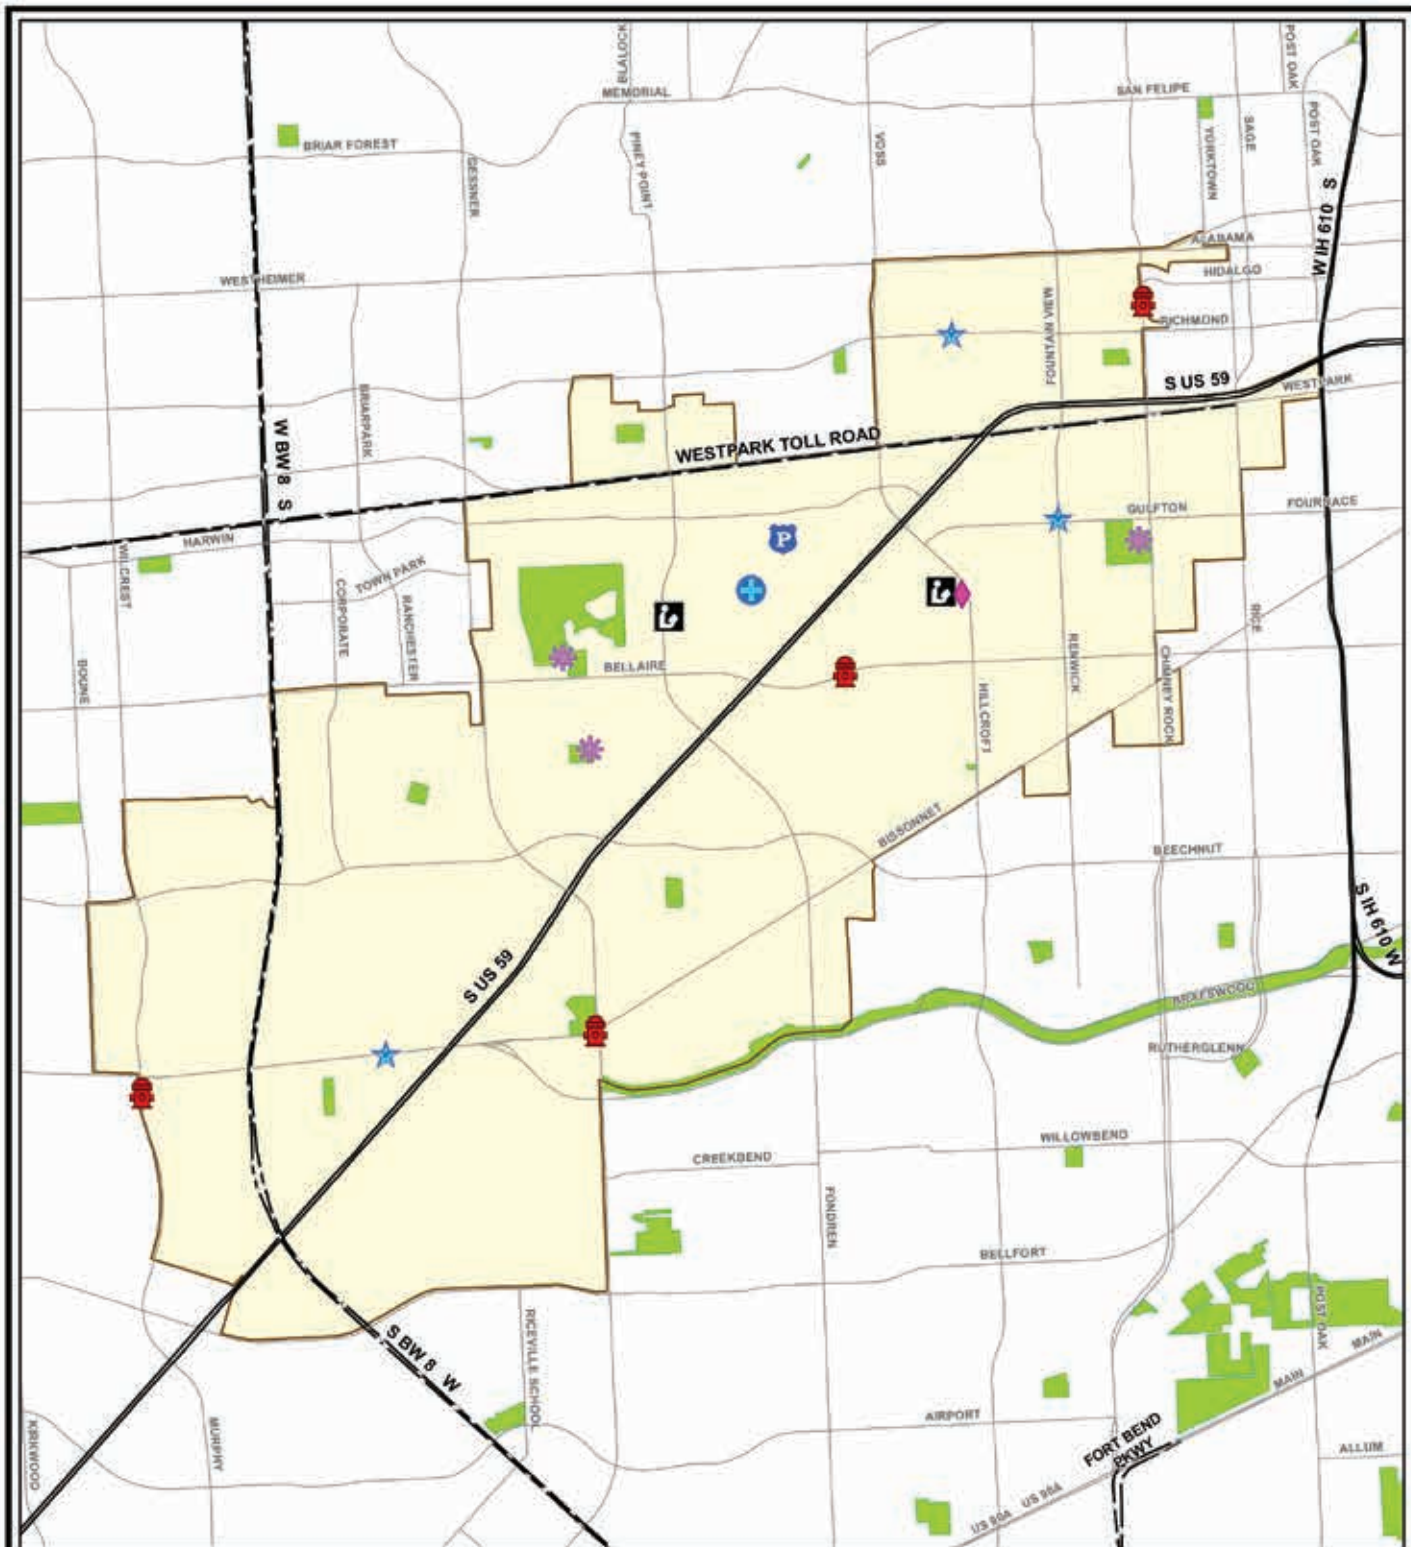 BLALOCK
POST OAK
MEMORIAL
SAN FELIPE
BRIAR FOREST
GESSNER
PINEY POINT
VOSS
YORKTOWN
SAGE
POST OAK
W IH 610 S
ALABAMA
WESTHEIMER
HIDALGO
FOUNTAIN VIEW
RICHMOND
BRIARPARK
S US 59
WESTPARK
W BW 8 S
WESTPARK TOLL ROAD
HARWIN
GULFTON
FOURNACE
P
WILCREST
TOWN PARK
CORPORATE
RANCHESTER
RICE
BOONE
BELLAIRE
RENWICK
CHIMNEY ROCK
HILLCROFT
BISSONNET
BEECHNUT
S US 59
S IH 610 W
BRAESWOOD
RUTHERGLENN
WILLOWBEND
CREEKBEND
FONDREN
BELLFORT
POST OAK
RICEVILLE SCHOOL
S BW 8 W
MAIN
MAIN
KIRKWOOD
MURPHY
AIRPORT
FORT BEND
PKWY
ALLUM
US 90A
US 90A